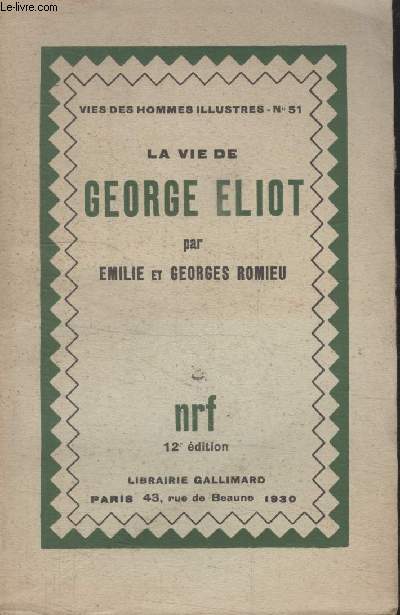 Le-livre.com
VIES DES HOMMES ILLUSTRES - N° 51
LA VIE DE
GEORGE ELIOT
par
EMILIE ET GEORGES ROMIEU
nrf
12e édition
LIBRAIRIE GALLIMARD
PARIS 43, rue de Beaune 1930